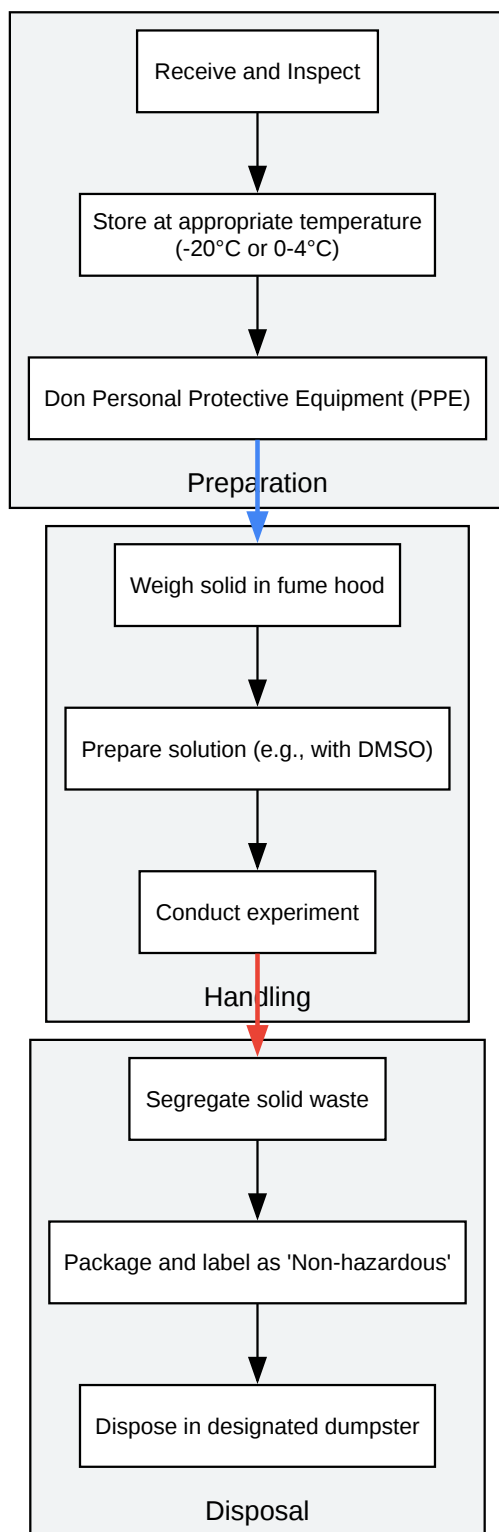 Receive and Inspect
Store at appropriate temperature
(-20°C or 0-4°C)
Don Personal Protective Equipment (PPE)
Preparation
Weigh solid in fume hood
Prepare solution (e.g., with DMSO)
Conduct experiment
Handling
Segregate solid waste
Package and label as 'Non-hazardous'
Dispose in designated dumpster
Disposal